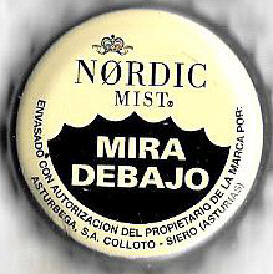 NØRDIC
MIST®
MIRA
DEBAJO
ENVASADO CON AUTORIZACION DEL PROPIETARIO DE LA MARCA POR:
ASTURBEGA, S.A. COLLOTO - SIERO (ASTURIAS)